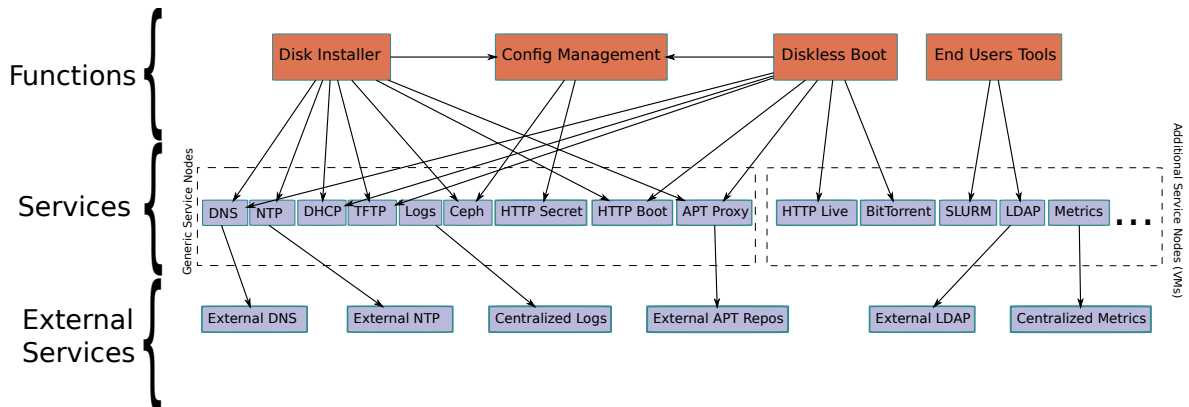 Functions
Disk Installer
Config Management
Diskless Boot
End Users Tools
Services
Generic Service Nodes
DNS
NTP
DHCP
TFTP
Logs
Ceph
HTTP Secret
HTTP Boot
APT Proxy
HTTP Live
BitTorrent
SLURM
LDAP
Metrics
...
Additional Service Nodes (VMs)
External
Services
External DNS
External NTP
Centralized Logs
External APT Repos
External LDAP
Centralized Metrics